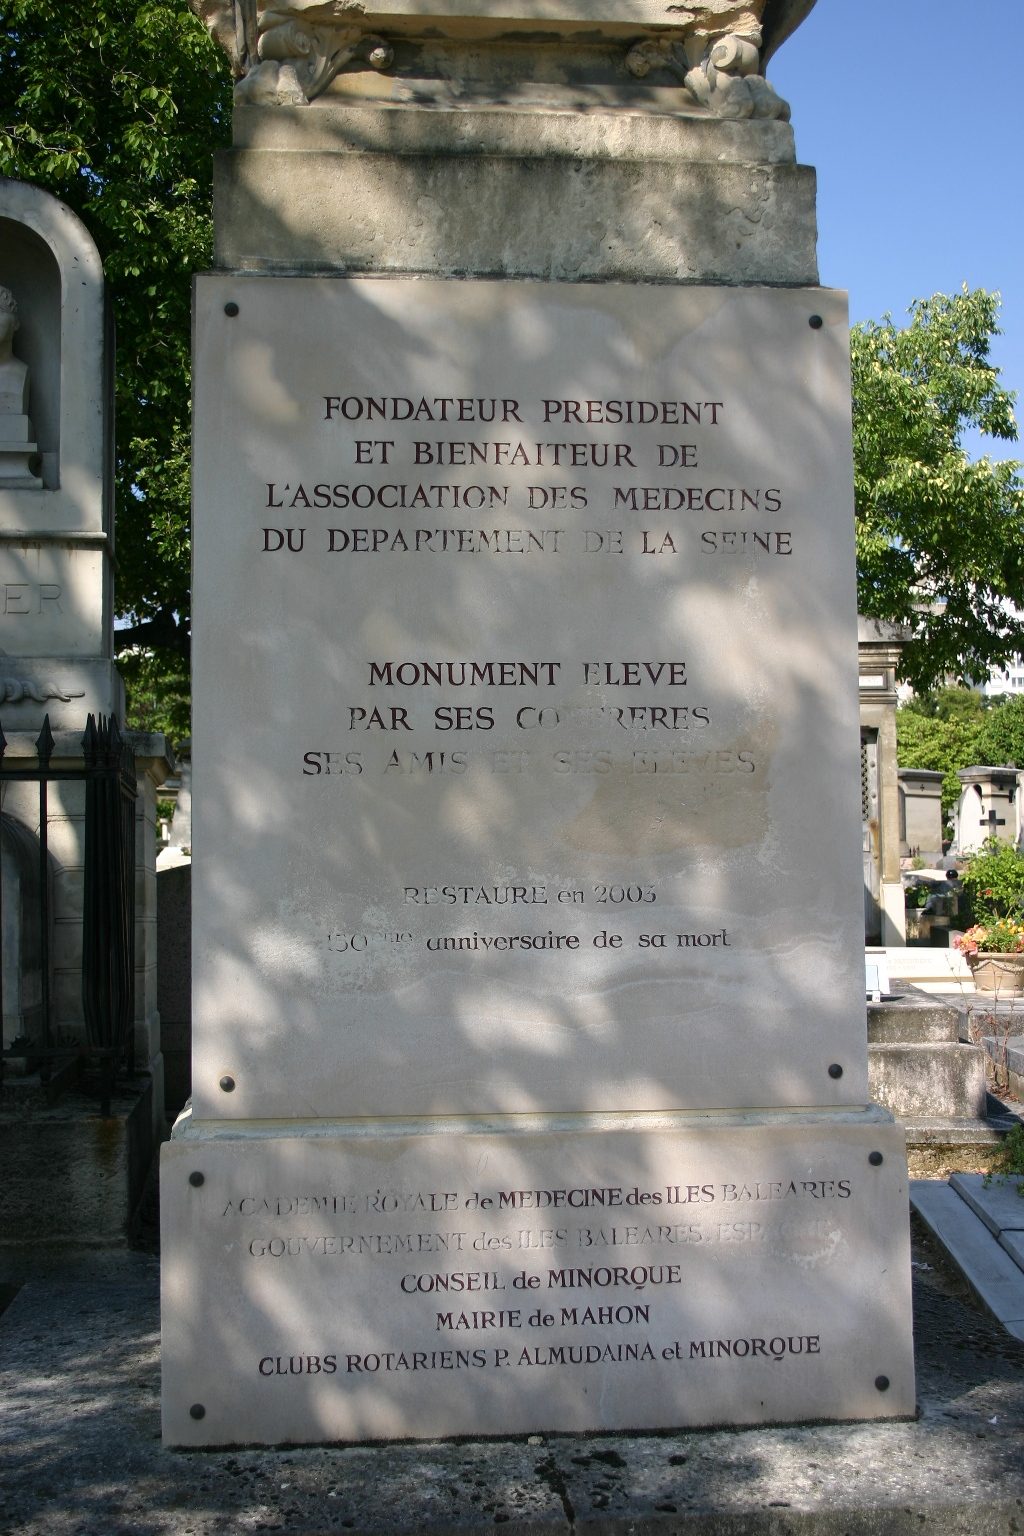 FONDATEUR PRESIDENT
ET BIENFAITEUR DE
L'ASSOCIATION DES MEDECINS
DU DEPARTEMENT DE LA SEINE
MONUMENT ELEVE
PAR SES CONFRERES
SES AMIS ET SES ELEVES
RESTAURE en 2003
150ème anniversaire de sa mort
ACADEMIE ROYALE de MEDECINE des ILES BALEARES
GOUVERNEMENT des ILES BALEARES. ESPAGNE
CONSEIL de MINORQUE
MAIRIE de MAHON
CLUBS ROTARIENS P. ALMUDAINA et MINORQUE
ER